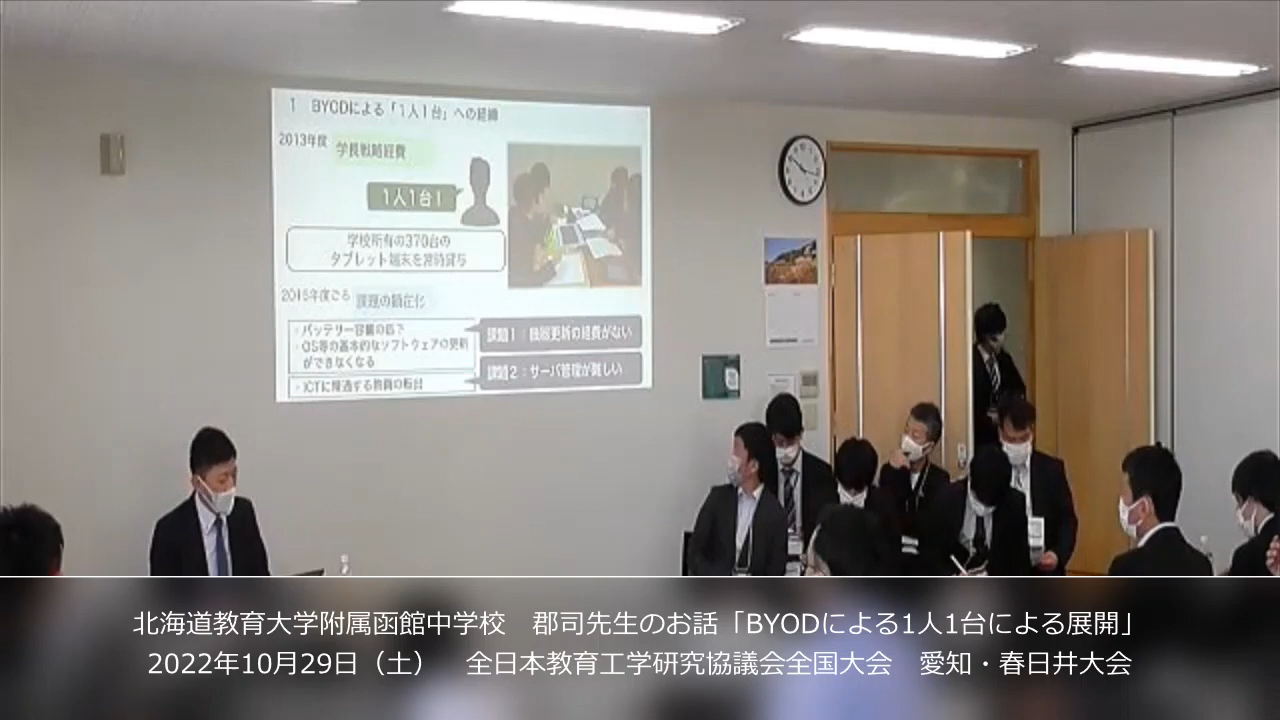 1 BYODによる「1人1台」への経緯
2013年度 学長戦略経費
1人1台！
学校所有の370台の
タブレット端末を常時貸与
2015年度ごろ 課題の顕在化
・バッテリー容量の低下
・OS等の基本的なソフトウェアの更新
ができなくなる
課題1：機器更新の経費がない
・ICTに精通する教員の転出
課題2：サーバ管理が難しい
北海道教育大学附属函館中学校 郡司先生のお話「BYODによる1人1台による展開」
2022年10月29日（土） 全日本教育工学研究協議会全国大会 愛知・春日井大会